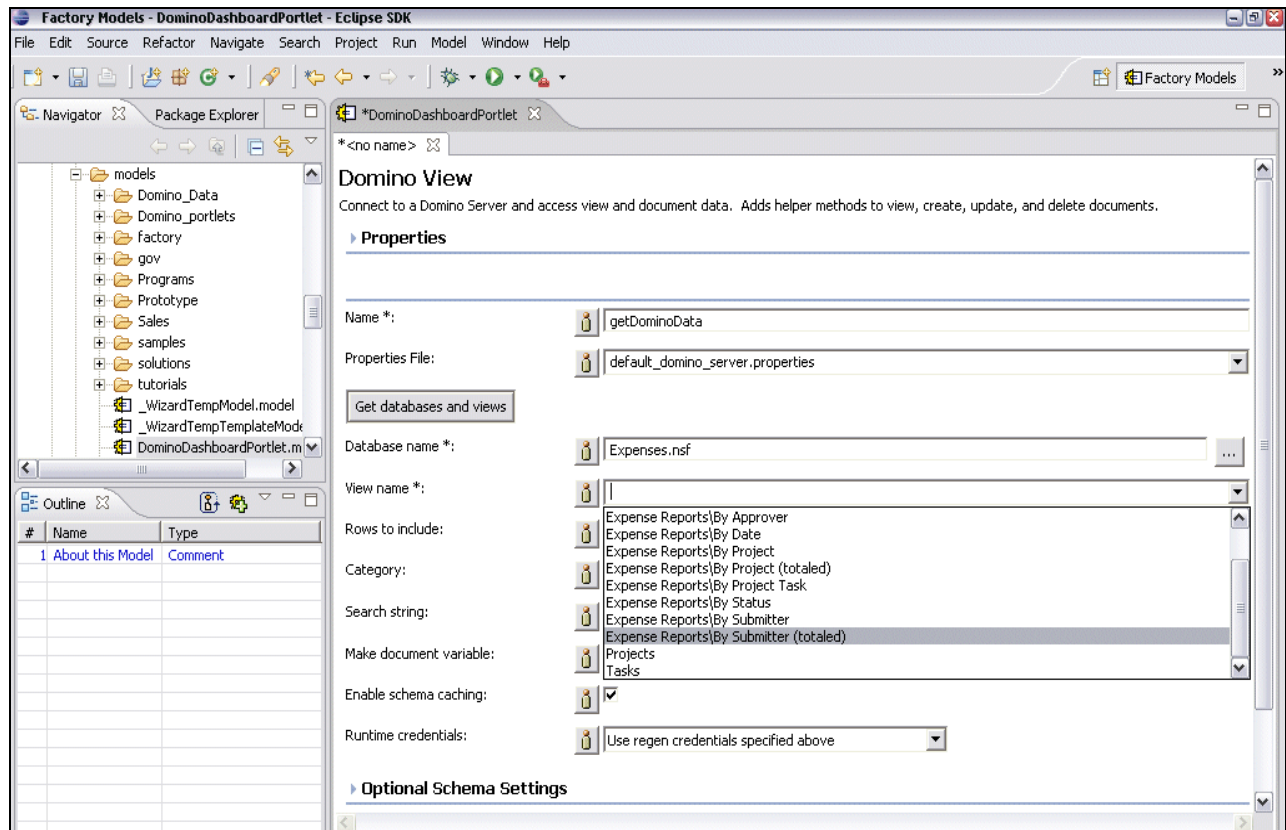 Factory Models - DominoDashboardPortlet - Eclipse SDK
File Edit Source Refactor Navigate Search Project Run Model Window Help
Factory Models »
Navigator Package Explorer
models
Domino_Data
Domino_portlets
factory
gov
Programs
Prototype
Sales
samples
solutions
tutorials
_WizardTempModel.model
_WizardTempTemplateMode
DominoDashboardPortlet.m
Outline
# Name Type
1 About this Model Comment
*DominoDashboardPortlet
*<no name>
Domino View
Connect to a Domino Server and access view and document data. Adds helper methods to view, create, update, and delete documents.
Properties
Name *: getDominoData
Properties File: default_domino_server.properties
Get databases and views
Database name *: Expenses.nsf ...
View name *:
Expense Reports\By Approver
Expense Reports\By Date
Expense Reports\By Project
Expense Reports\By Project (totaled)
Expense Reports\By Project Task
Expense Reports\By Status
Expense Reports\By Submitter
Expense Reports\By Submitter (totaled)
Projects
Tasks
Rows to include:
Category:
Search string:
Make document variable:
Enable schema caching:
Runtime credentials: Use regen credentials specified above
Optional Schema Settings